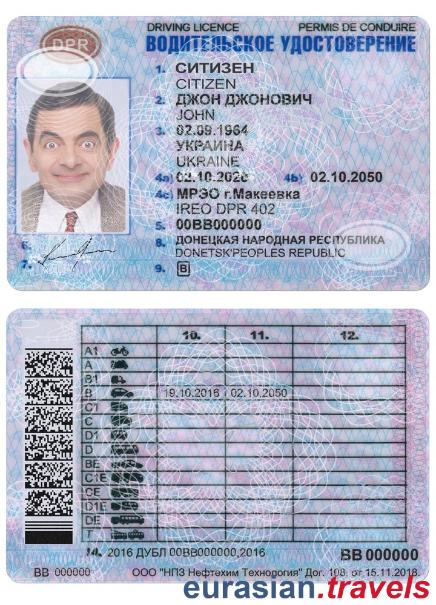 DRIVING LICENCE PERMIS DE CONDUIRE
ВОДИТЕЛЬСКОЕ УДОСТОВЕРЕНИЕ
DPR
1. СИТИЗЕН
CITIZEN
2. ДЖОН ДЖОНОВИЧ
JOHN
3. 02.09.1964
УКРАИНА
UKRAINE
4a) 02.10.2020 4b) 02.10.2050
4c) МРЭО г.Макеевка
IREO DPR 402
5. 00BB000000
6.
7.
8. ДОНЕЦКАЯ НАРОДНАЯ РЕСПУБЛИКА
DONETSK'PEOPLES REPUBLIC
9. B
10. 11. 12.
A1
A
B1
B 19.10.2016 02.10.2050
C1
C
D1
D
BE
C1E
CE
D1E
DE
T
14. 2016 ДУБЛ 00BB000000,2016
BB 000000
BB 000000 ООО "НПЗ Нефтехим Технология" Дог. 108, от 15.11.2018.
eurasian.travels